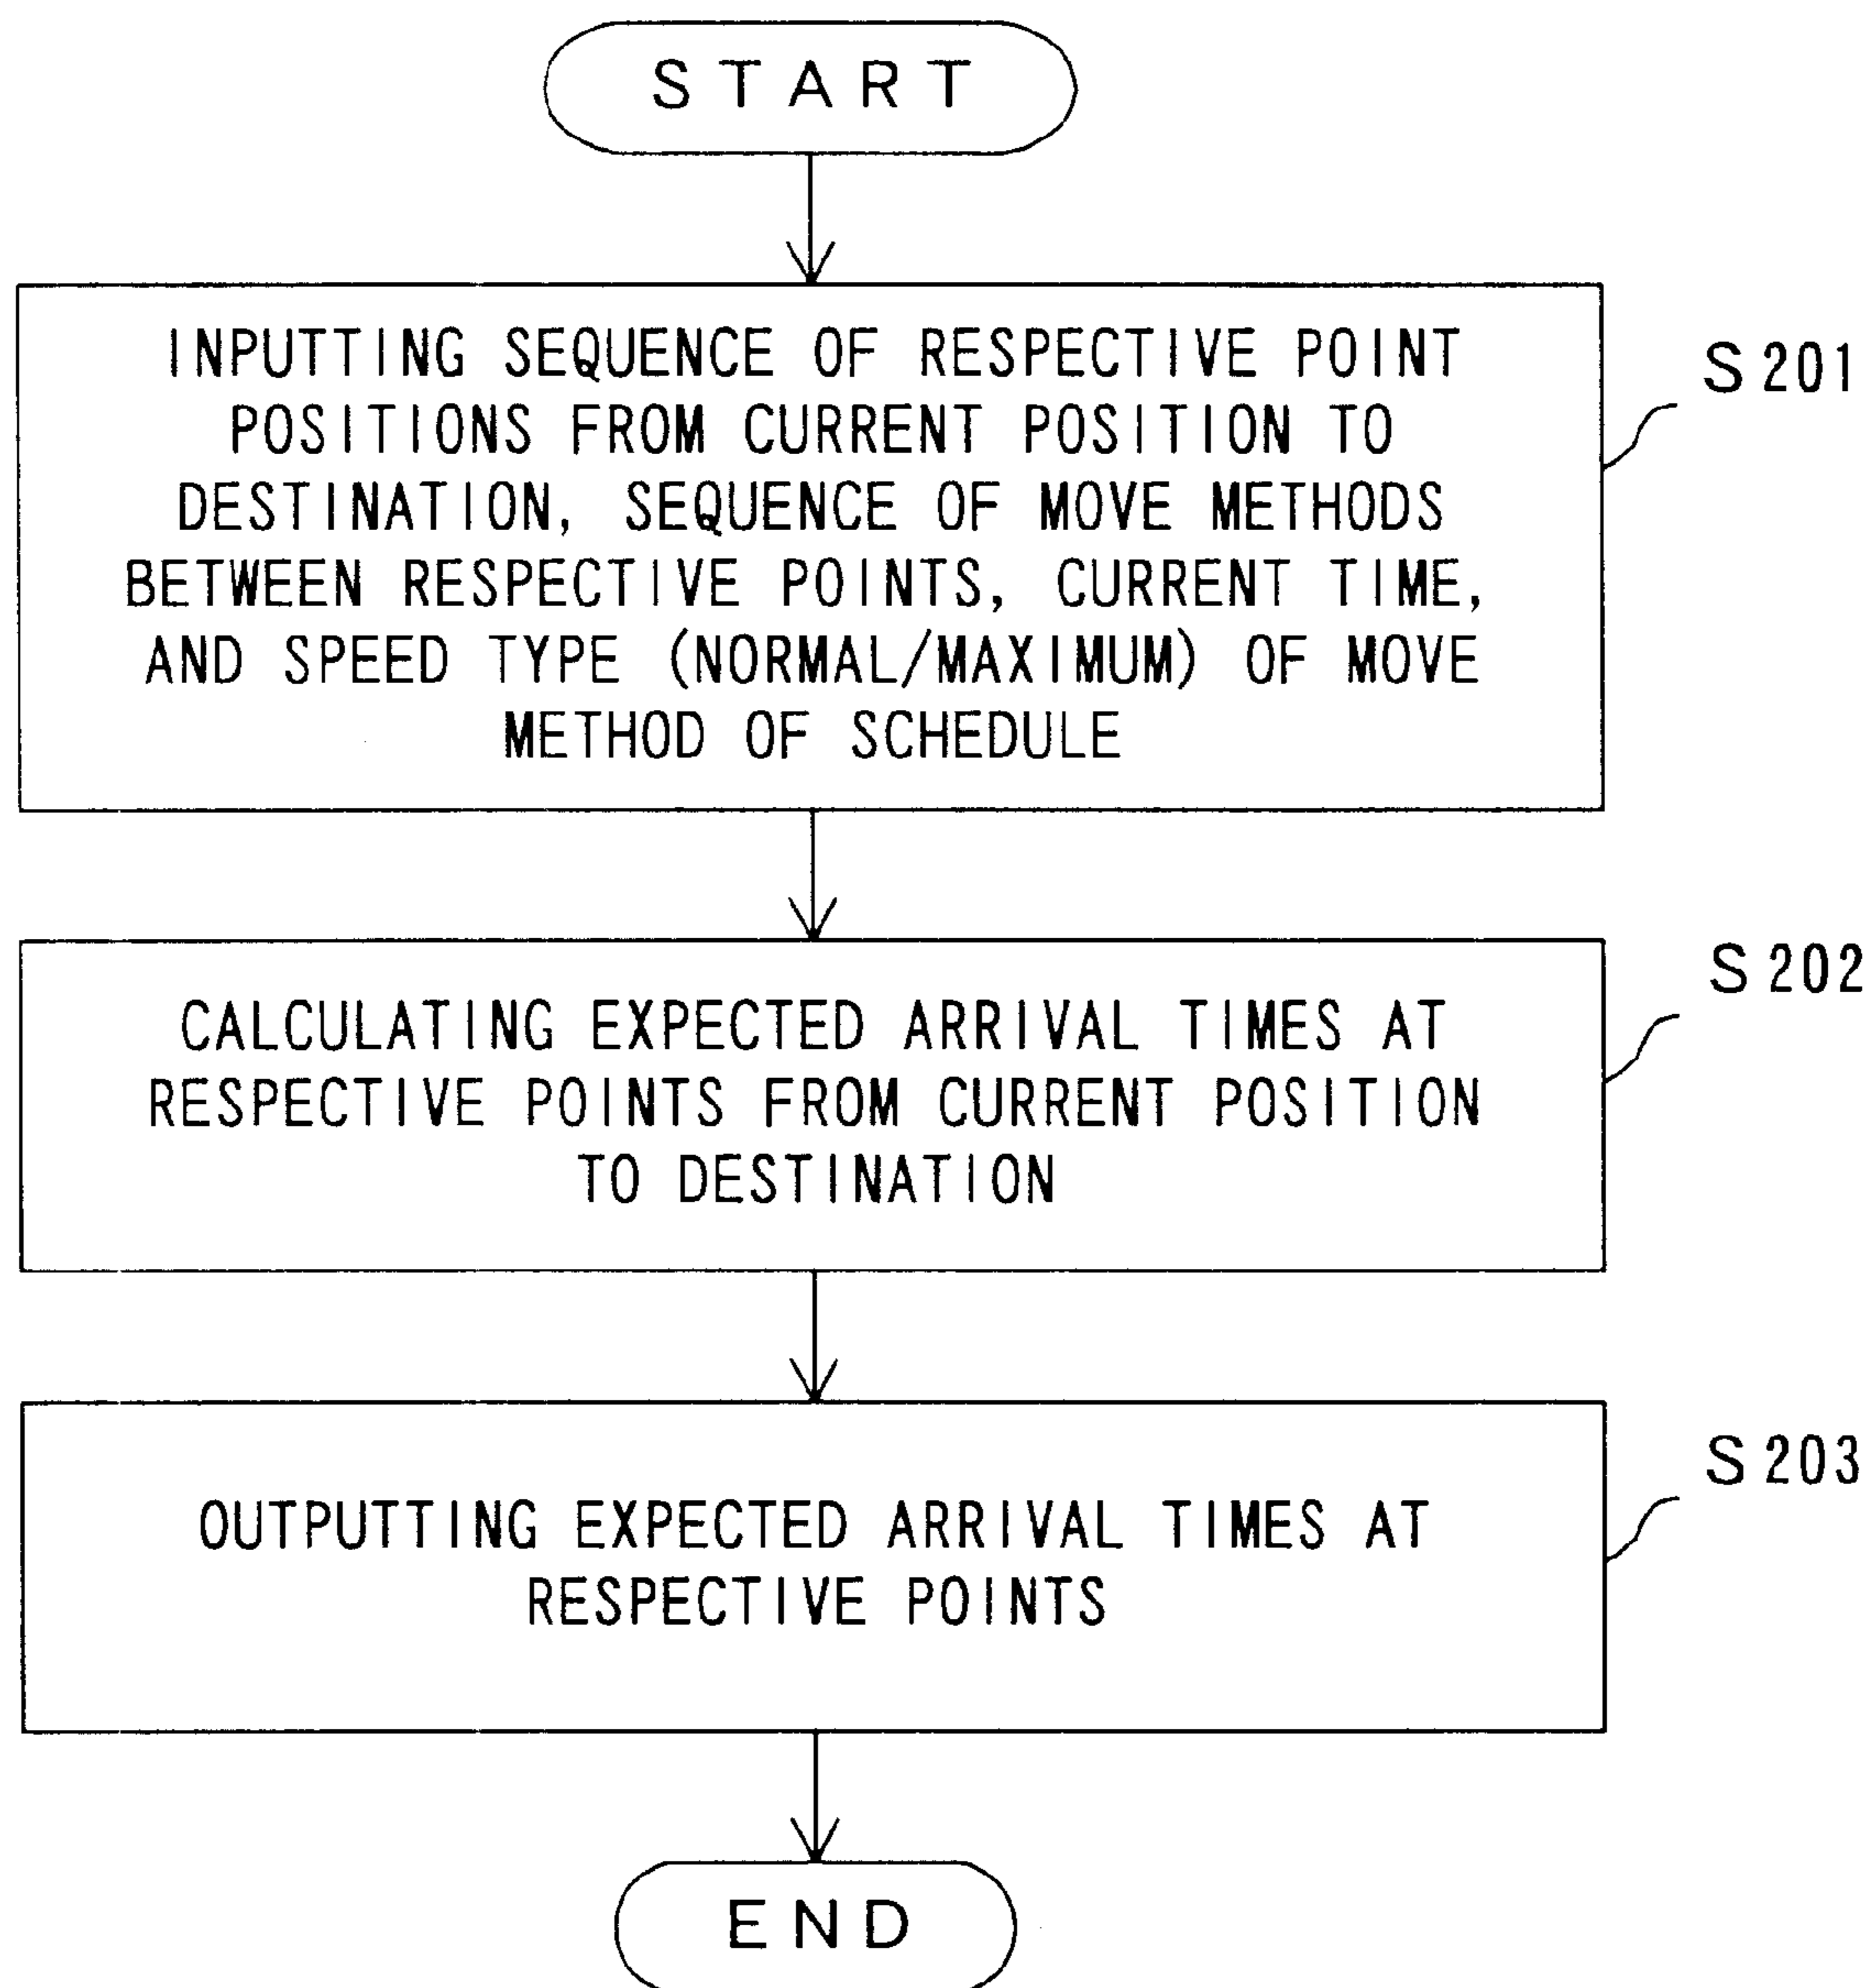 START
INPUTTING SEQUENCE OF RESPECTIVE POINT
POSITIONS FROM CURRENT POSITION TO
DESTINATION, SEQUENCE OF MOVE METHODS
BETWEEN RESPECTIVE POINTS, CURRENT TIME,
AND SPEED TYPE (NORMAL/MAXIMUM) OF MOVE
METHOD OF SCHEDULE
S201
CALCULATING EXPECTED ARRIVAL TIMES AT
RESPECTIVE POINTS FROM CURRENT POSITION
TO DESTINATION
S202
OUTPUTTING EXPECTED ARRIVAL TIMES AT
RESPECTIVE POINTS
S203
END